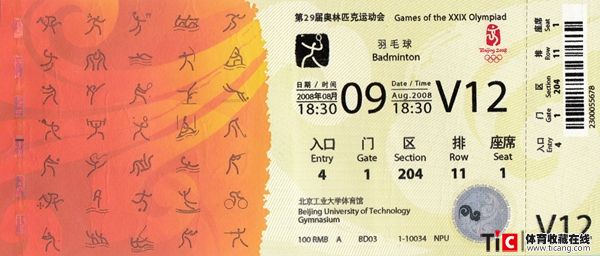 第29届奥林匹克运动会 Games of the XXIX Olympiad
羽毛球
Badminton
Beijing 2008
日期 / 时间 Date / Time
2008年08月 09 Aug.2008 V12
18:30 18:30
入口 门 区 排 座席
Entry Gate Section Row Seat
4 1 204 11 1
北京工业大学体育馆
Beijing University of Technology
Gymnasium
100 RMB A BD03 1-10034 NPU
座席 Seat 1
排 Row 11
区 Section 204
门 Gate 1
入口 Entry 4
2300055678
V12
TIC 体育收藏在线
www.ticang.com